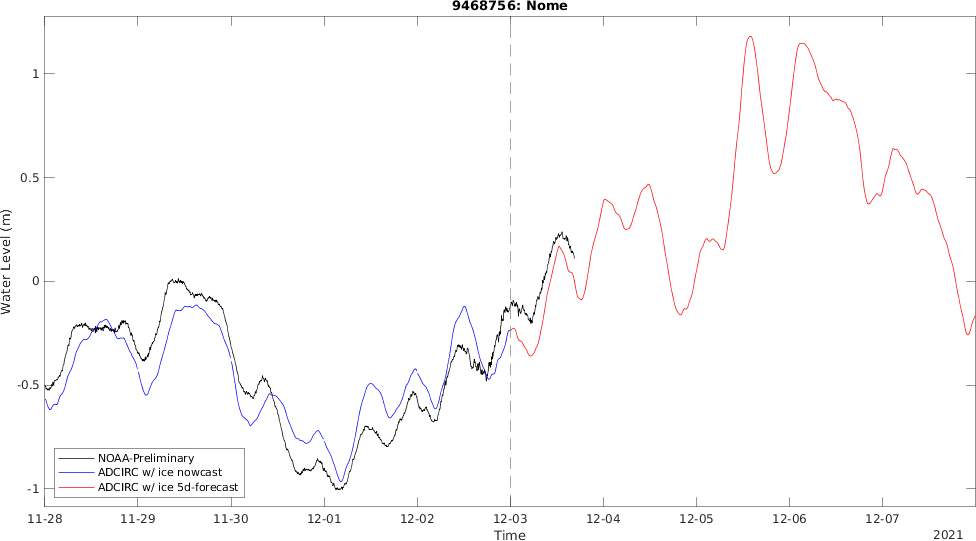 9468756: Nome
1
0.5
0
-0.5
-1
Water Level (m)
NOAA-Preliminary
ADCIRC w/ ice nowcast
ADCIRC w/ ice 5d-forecast
11-28 11-29 11-30 12-01 12-02 12-03 12-04 12-05 12-06 12-07
Time
2021